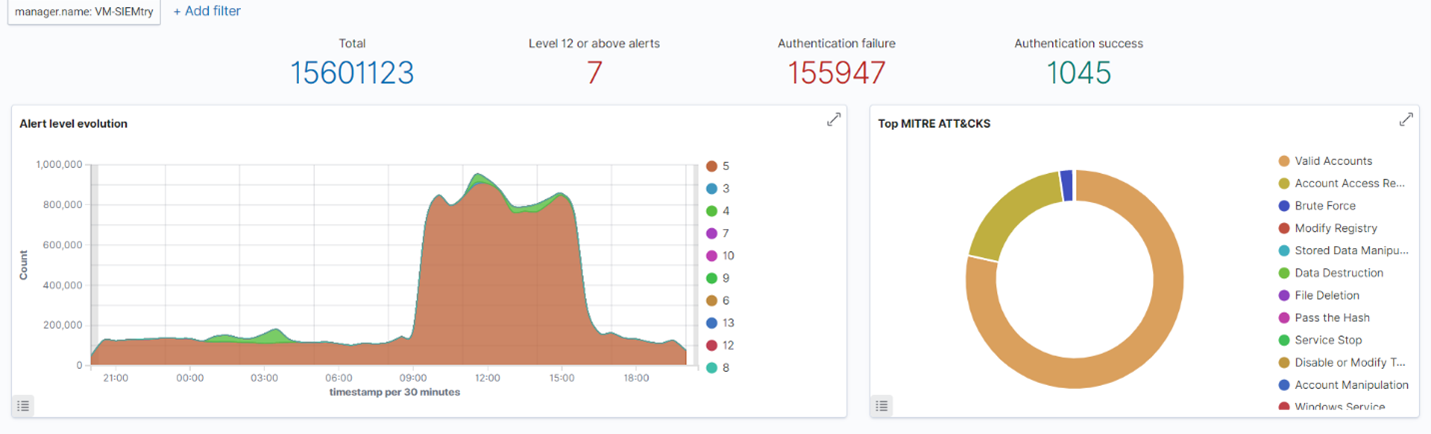 manager.name: VM-SIEMtry + Add filter
Total Level 12 or above alerts Authentication failure Authentication success
15601123 7 155947 1045
Alert level evolution
1,000,000
800,000
600,000
400,000
200,000
0
Count
21:00 00:00 03:00 06:00 09:00 12:00 15:00 18:00
timestamp per 30 minutes
5
3
4
7
10
9
6
13
12
8
Top MITRE ATT&CKS
Valid Accounts
Account Access Re...
Brute Force
Modify Registry
Stored Data Manipu...
Data Destruction
File Deletion
Pass the Hash
Service Stop
Disable or Modify T...
Account Manipulation
Windows Service